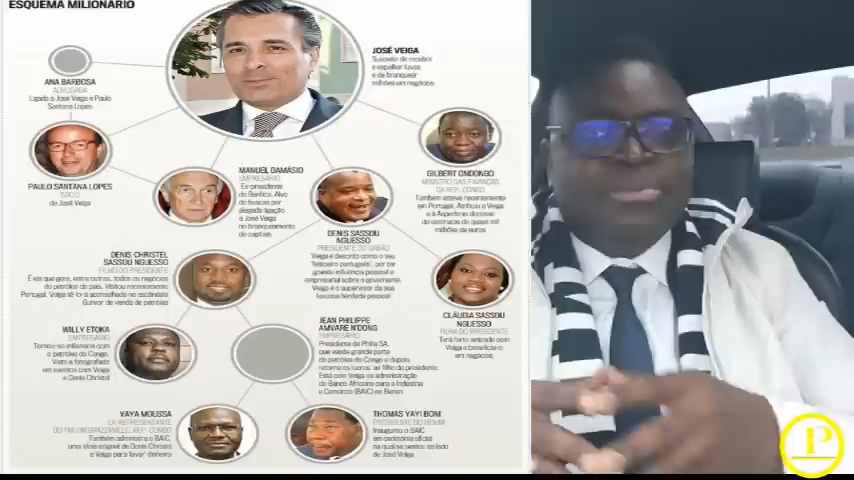 ESQUEMA MILIONÁRIO
JOSÉ VEIGA
Suspeito de receber
e espalhar luvas
e de branquear
milhões em negócios.
ANA BARBOSA
ADVOGADA
Ligada a José Veiga e Paulo
Santana Lopes
PAULO SANTANA LOPES
SÓCIO
de José Veiga
MANUEL DAMÁSIO
EMPRESÁRIO
Ex-presidente
do Benfica. Alvo
de buscas por
alegada ligação
a José Veiga
no branqueamento
de capitais.
GILBERT ONDONGO
MINISTRO DAS FINANÇAS
DA REP. CONGO
Também esteve recentemente
em Portugal. Atribuiu a Veiga
e à Asperbras dezenas
de contratos de quase mil
milhões de euros
DENIS SASSOU
NGUESSO
PRESIDENTE DO
Veiga é descrito como o seu
'feiticeiro português', por ter
grande influência pessoal e
empresarial sobre o governante.
Veiga é o supervisor da sua
luxuosa herdade pessoal
DENIS CHRISTEL
SASSOU NGUESSO
FILHO DO PRESIDENTE
É ele que gere, entre outros, todos os negócios
do petróleo do país. Visitou recentemente
Portugal. Veiga tê-lo-á aconselhado no escândalo
Gunvor de venda de petróleo
CLÁUDIA SASSOU
NGUESSO
FILHA DO PRESIDENTE
Terá forte amizade com
Veiga e beneficia-o
em negócios
WILLY ETOKA
EMPRESÁRIO
Tornou-se milionário com
o petróleo do Congo.
Visto e fotografado
em eventos com Veiga
e Denis Christel
JEAN PHILIPPE
AMVAME N'DONG
EMPRESÁRIO
Presidente da Philia SA,
que vende grande parte
do petróleo do Congo e depois
retorna os 'lucros' ao filho do presidente.
Está com Veiga na administração
do Banco Africano para a Indústria
e Comércio (BAIC) no Benim
YAYA MOUSSA
EX-REPRESENTANTE
DO FMI EM BRAZZAVILLE, REP. CONGO
Também administra o BAIC,
uma ideia original de Denis Christel
e Veiga para 'lavar' dinheiro
THOMAS YAYI BONI
PRESIDENTE DO BENIM
Inaugurou o BAIC
em cerimónia oficial
na qual se sentou ao lado
de José Veiga
P